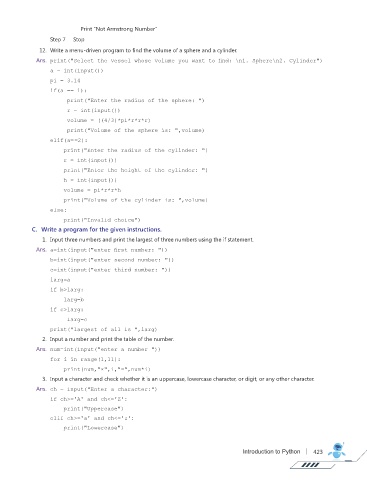 Print "Not Armstrong Number"
Step 7 Stop
12. Write a menu-driven program to find the volume of a sphere and a cylinder.
Ans. print("Select the vessel whose volume you want to find: \n1. Sphere\n2. Cylinder")
a = int(input())
pi = 3.14
if(a == 1):
print("Enter the radius of the sphere: ")
r = int(input())
volume = ((4/3)*pi*r*r*r)
print("Volume of the sphere is: ",volume)
elif(a==2):
print("Enter the radius of the cylinder: ")
r = int(input())
print("Enter the height of the cylinder: ")
h = int(input())
volume = pi*r*r*h
print("Volume of the cylinder is: ",volume)
else:
print("Invalid choice")
C. Write a program for the given instructions.
1. Input three numbers and print the largest of three numbers using the if statement.
Ans. a=int(input("enter first number: "))
b=int(input("enter second number: "))
c=int(input("enter third number: "))
larg=a
if b>larg:
larg=b
if c>larg:
larg=c
print("largest of all is ",larg)
2. Input a number and print the table of the number.
Ans. num=int(input("enter a number "))
for i in range(1,11):
print(num,"*",i,"=",num*i)
3. Input a character and check whether it is an uppercase, lowercase character, or digit, or any other character.
Ans. ch = input("Enter a character:")
if ch>='A' and ch<='Z':
print("Uppercase")
elif ch>='a' and ch<='z':
print("Lowercase")
Introduction to Python 423